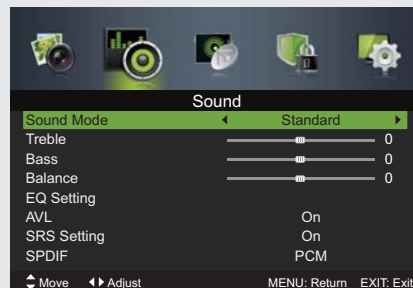 Sound
Sound Mode Standard
Treble 0
Bass 0
Balance 0
EQ Setting
AVL On
SRS Setting On
SPDIF PCM
Move Adjust MENU: Return EXIT: Exit